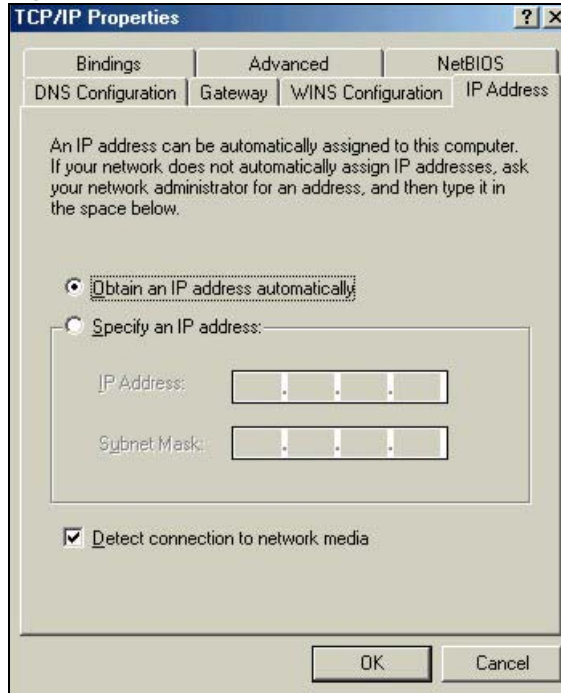 TCP/IP Properties
Bindings
Advanced
NetBIOS
DNS Configuration
Gateway
WINS Configuration
IP Address
An IP address can be automatically assigned to this computer.
If your network does not automatically assign IP addresses, ask
your network administrator for an address, and then type it in
the space below.
Obtain an IP address automatically
Specify an IP address:
IP Address:
Subnet Mask:
Detect connection to network media
OK
Cancel